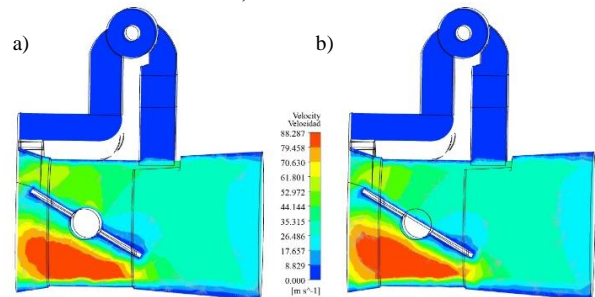 a)
b)
Velocity
Velocidad
88.287
79.458
70.630
61.801
52.972
44.144
35.315
26.486
17.657
8.829
0.000
[m s^-1]